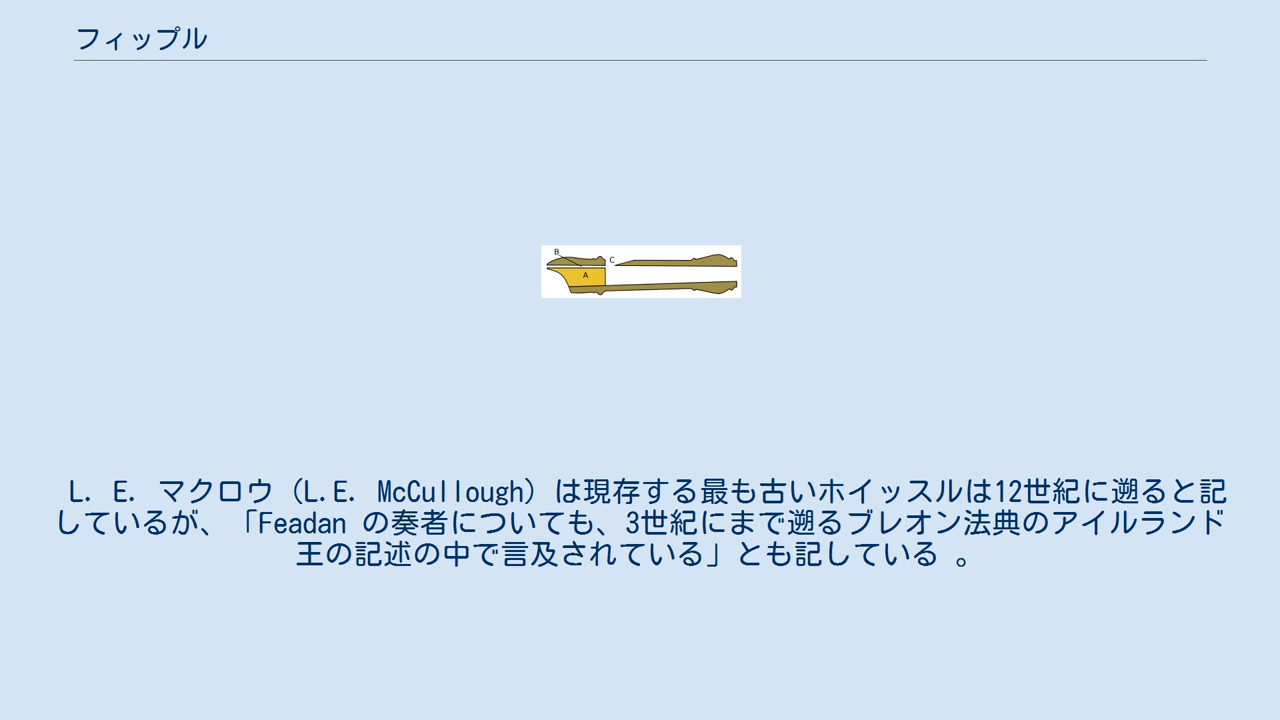 フィップル
B
C
A
L. E. マクロウ（L.E. McCullough）は現存する最も古いホイッスルは12世紀に遡ると記
しているが、「Feadan の奏者についても、3世紀にまで遡るブレオン法典のアイルランド
王の記述の中で言及されている」とも記している 。